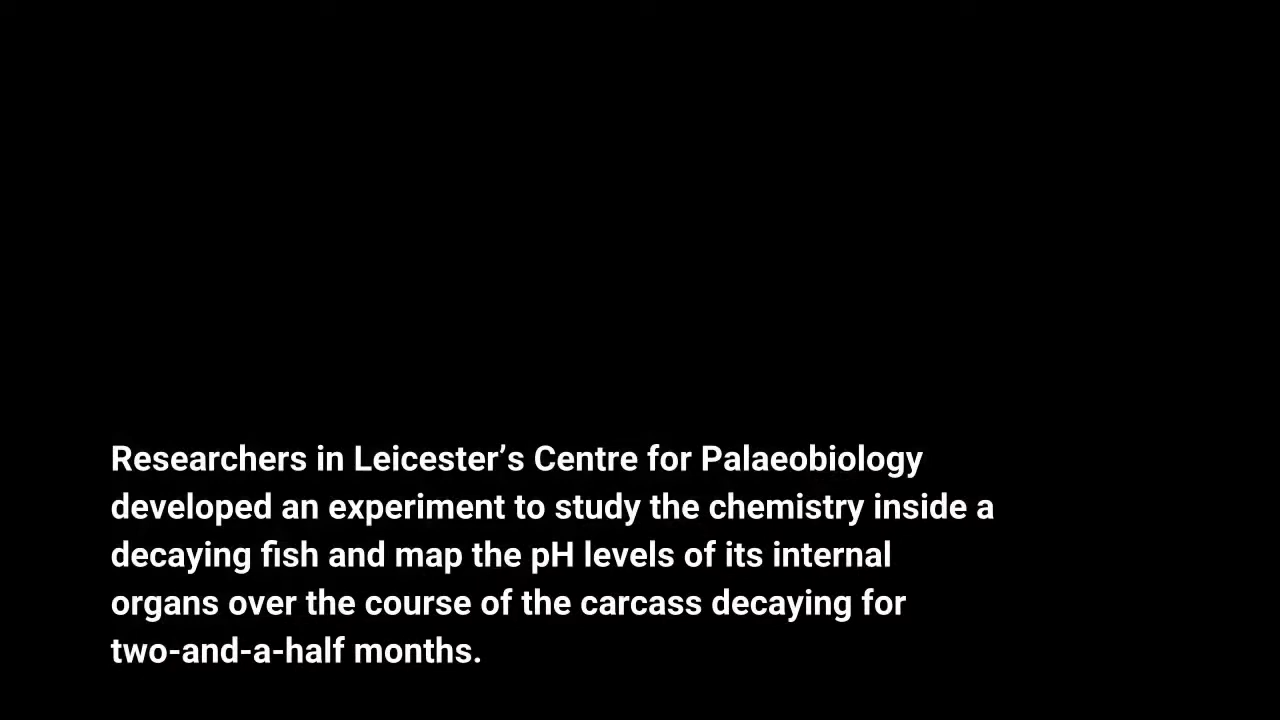 Researchers in Leicester’s Centre for Palaeobiology
developed an experiment to study the chemistry inside a
decaying fish and map the pH levels of its internal
organs over the course of the carcass decaying for
two-and-a-half months.